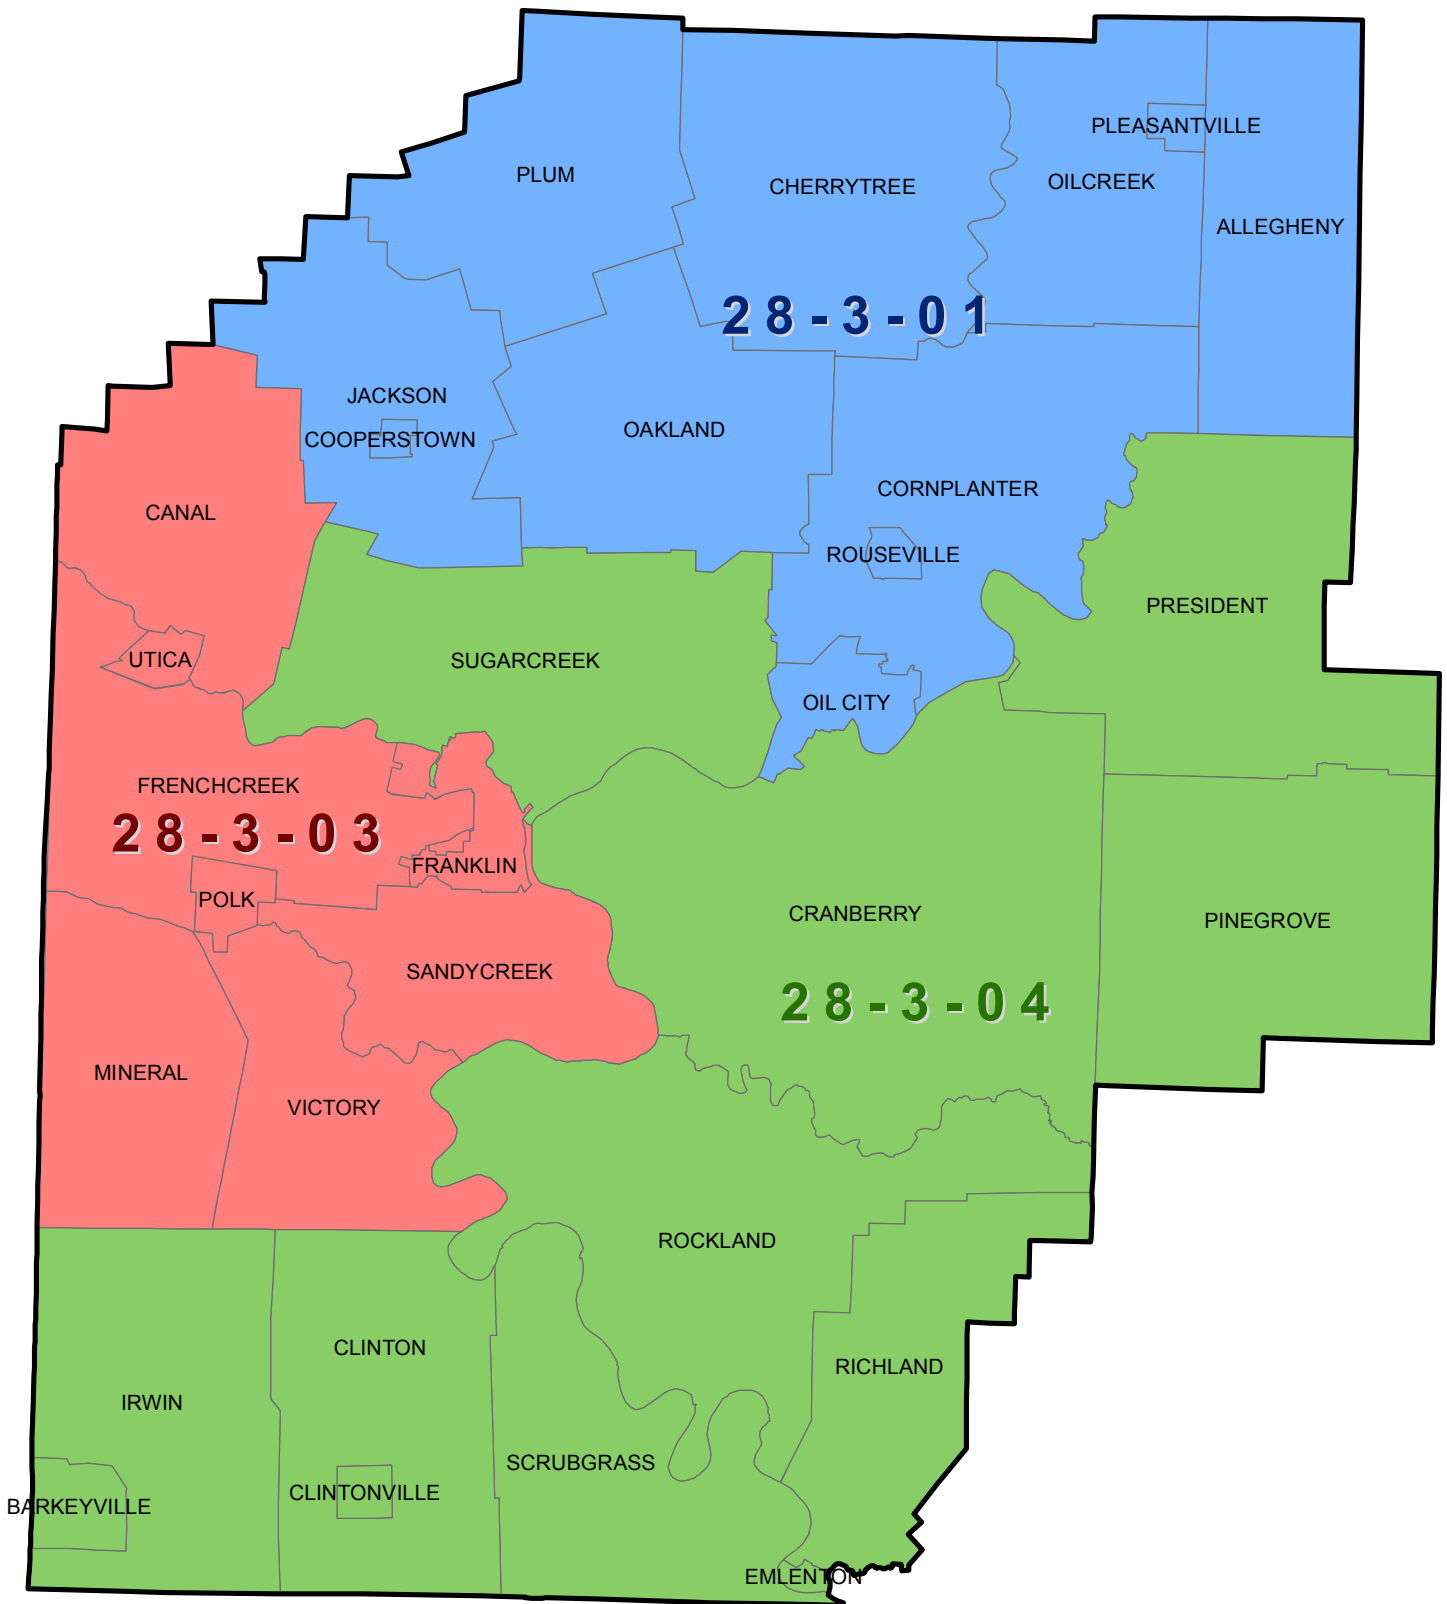 PLEASANTVILLE
PLUM
OILCREEK
CHERRYTREE
ALLEGHENY
28-3-01
JACKSON
OAKLAND
COOPERSTOWN
CORNPLANTER
CANAL
ROUSEVILLE
PRESIDENT
UTICA
SUGARCREEK
OIL CITY
FRENCHCREEK
28-3-03
FRANKLIN
POLK
CRANBERRY
PINEGROVE
SANDYCREEK
28-3-04
MINERAL
VICTORY
ROCKLAND
CLINTON
RICHLAND
IRWIN
SCRUBGRASS
CLINTONVILLE
BARKEYVILLE
EMLENTON